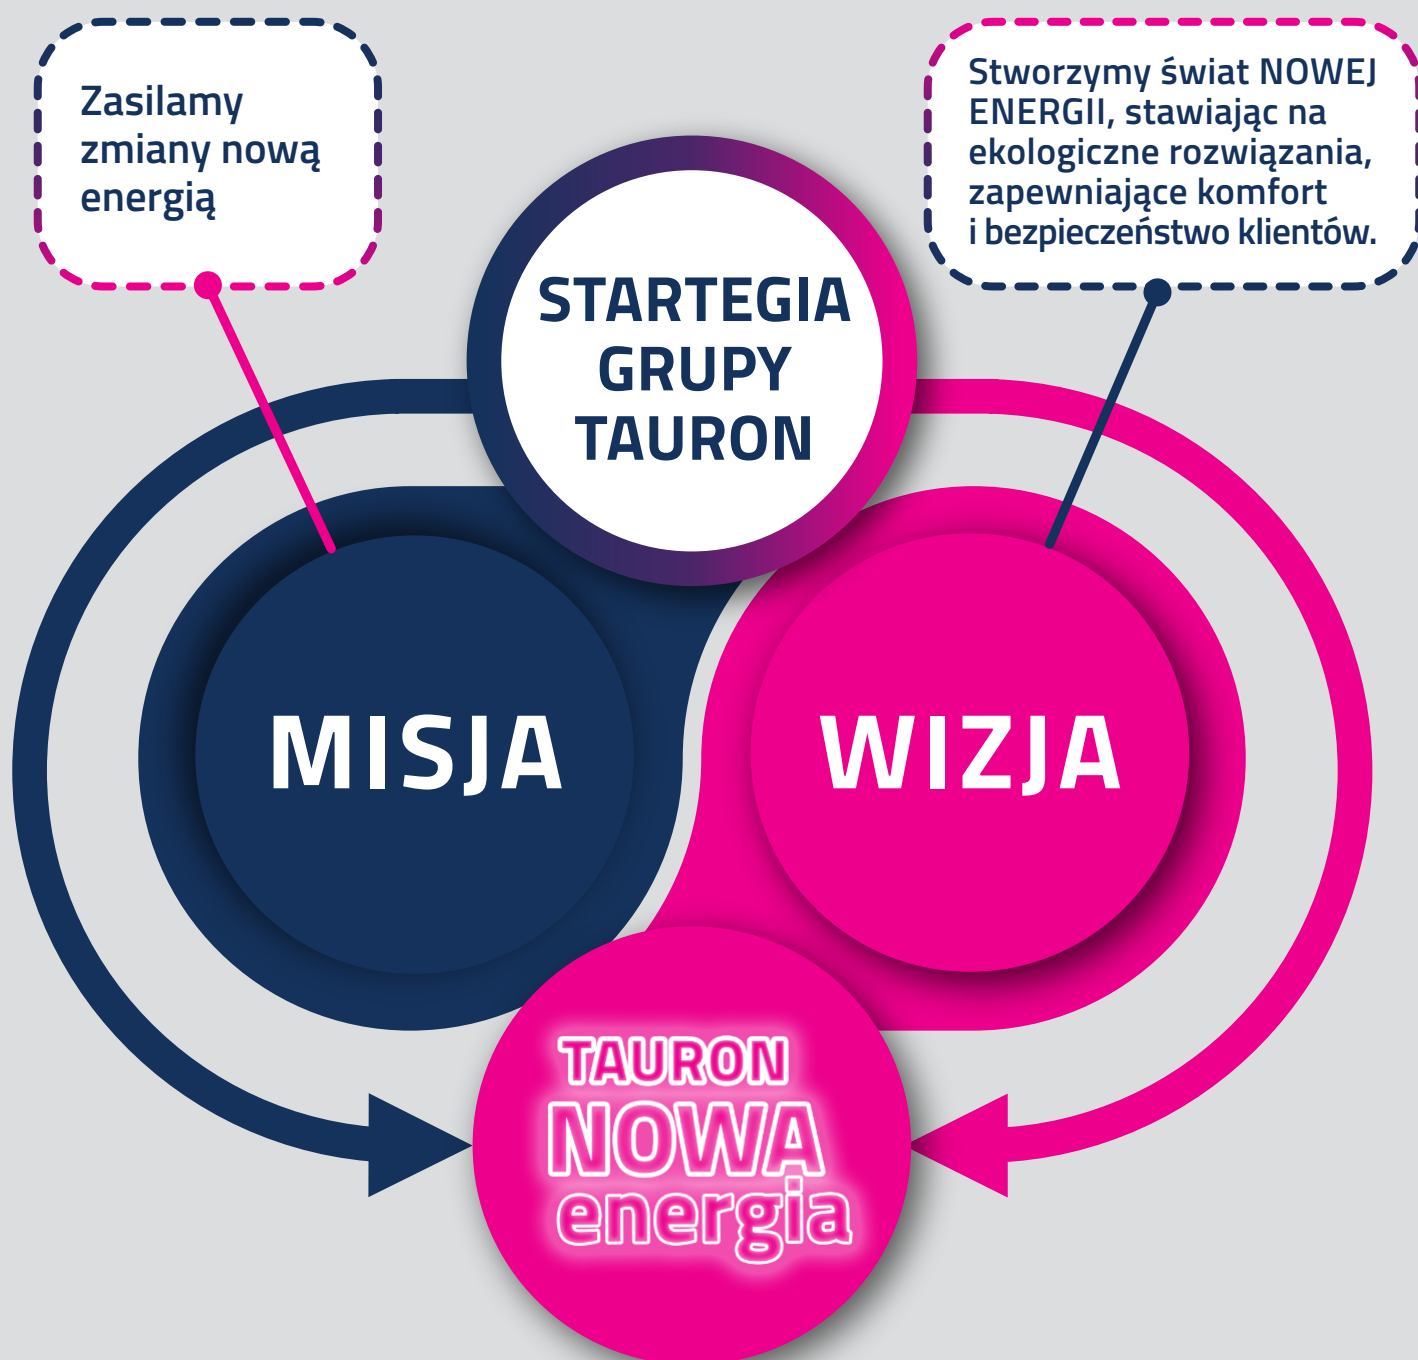 Zasilamy
zmiany nową
energią
Stworzymy świat NOWEJ
ENERGII, stawiając na
ekologiczne rozwiązania,
zapewniające komfort
i bezpieczeństwo klientów.
STARTEGIA
GRUPY
TAURON
MISJA
WIZJA
TAURON
NOWA
energia